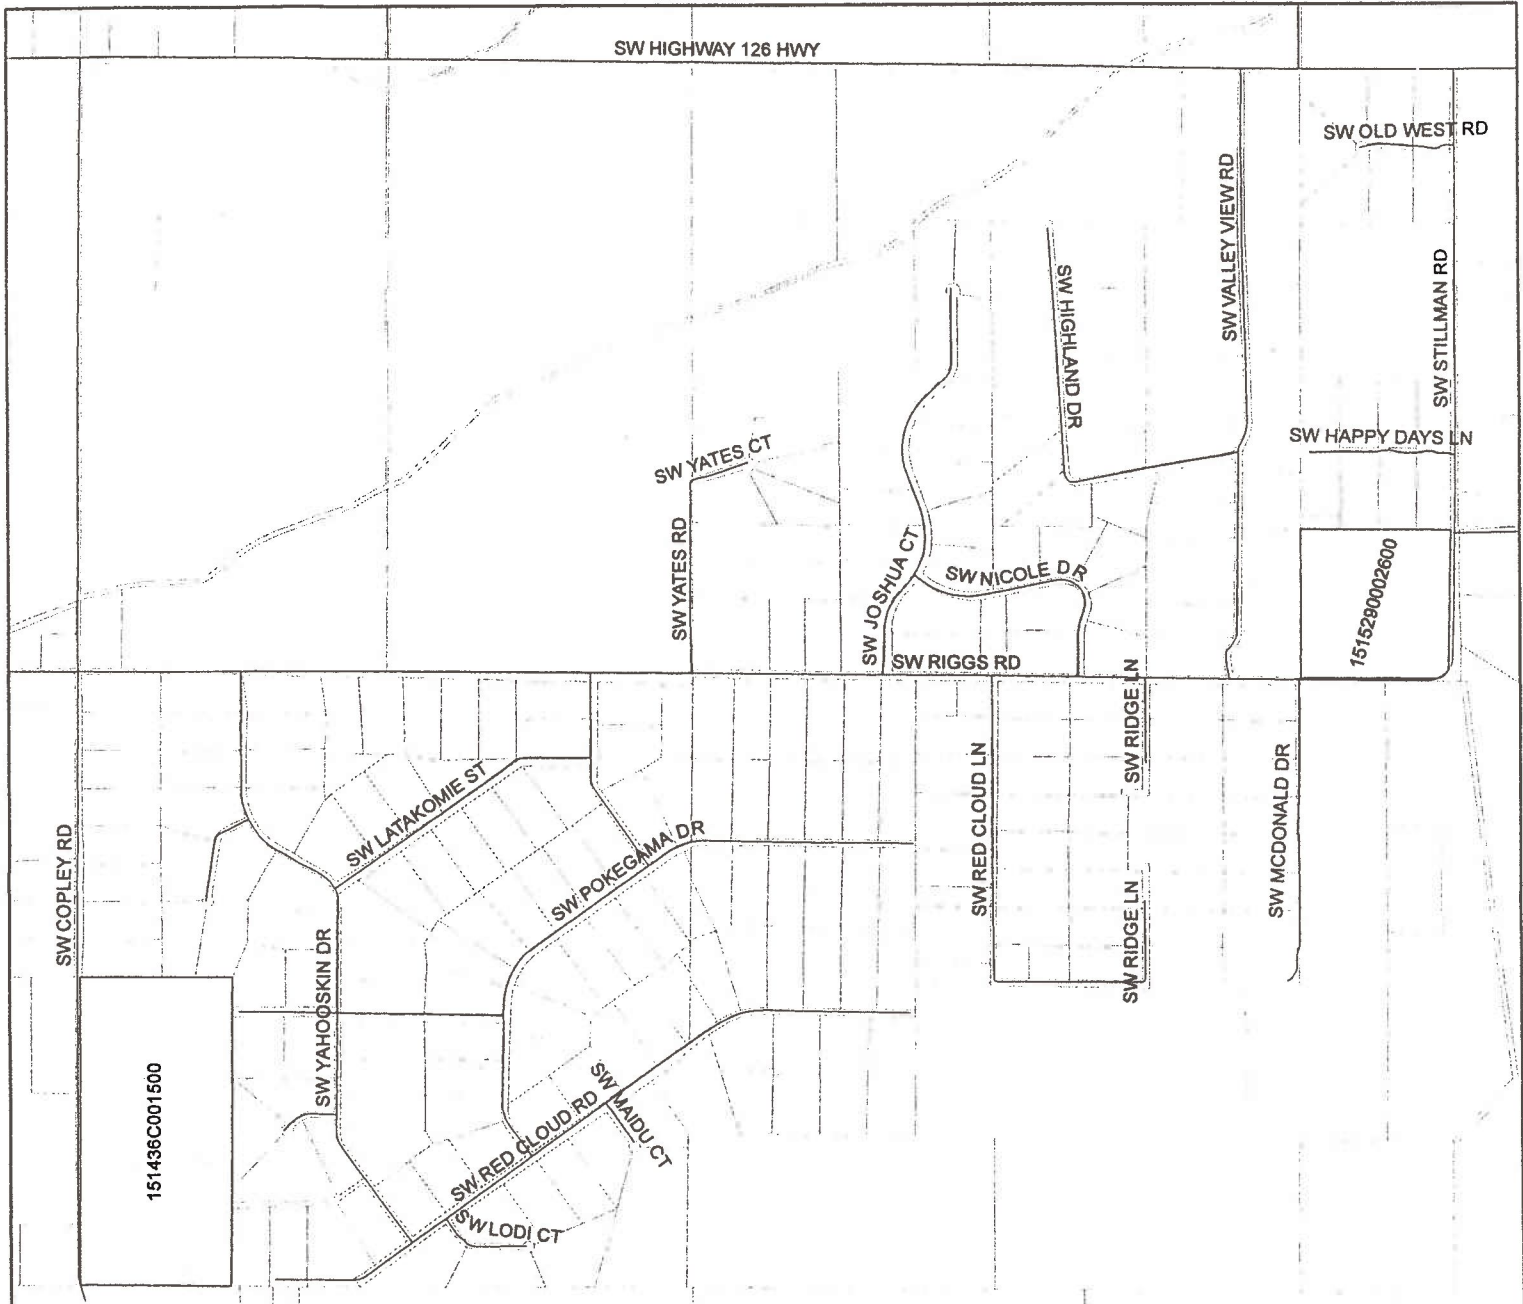 SW HIGHWAY 126 HWY
SW OLD WEST RD
SW VALLEY VIEW RD
SW STILLMAN RD
SW HIGHLAND DR
SW HAPPY DAYS LN
SW YATES CT
SW YATES RD
SW JOSHUA CT
SW NICOLE DR
1515290002600
SW RIGGS RD
SW RIDGE LN
SW RED CLOUD LN
SW MCDONALD DR
SW LATAKOMIE ST
SW POKEGAMA DR
SW COPLEY RD
SW RIDGE LN
SW YAHOOSKIN DR
SW MAIDU CT
151436C001500
SW RED CLOUD RD
SW LODI CT